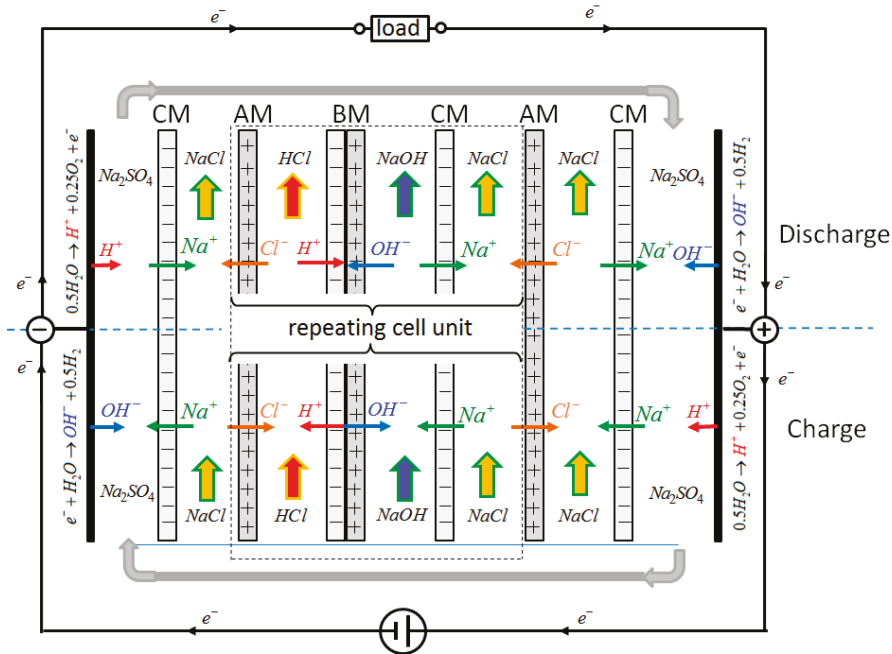 e⁻ e⁻
load
CM AM BM CM AM CM
NaCl HCl NaOH NaCl NaCl
Na₂SO₄ Na₂SO₄
0.5H₂O → H⁺ + 0.25O₂ + e⁻
e⁻ + H₂O → OH⁻ + 0.5H₂
H⁺ Na⁺ Cl⁻ H⁺ OH⁻ Na⁺ Cl⁻ Na⁺ OH⁻
Discharge
e⁻ e⁻
repeating cell unit
− +
e⁻ e⁻
e⁻ + H₂O → OH⁻ + 0.5H₂
0.5H₂O → H⁺ + 0.25O₂ + e⁻
OH⁻ Na⁺ Cl⁻ H⁺ OH⁻ Na⁺ Cl⁻ Na⁺ H⁺
Charge
Na₂SO₄ Na₂SO₄
NaCl HCl NaOH NaCl NaCl
e⁻ e⁻